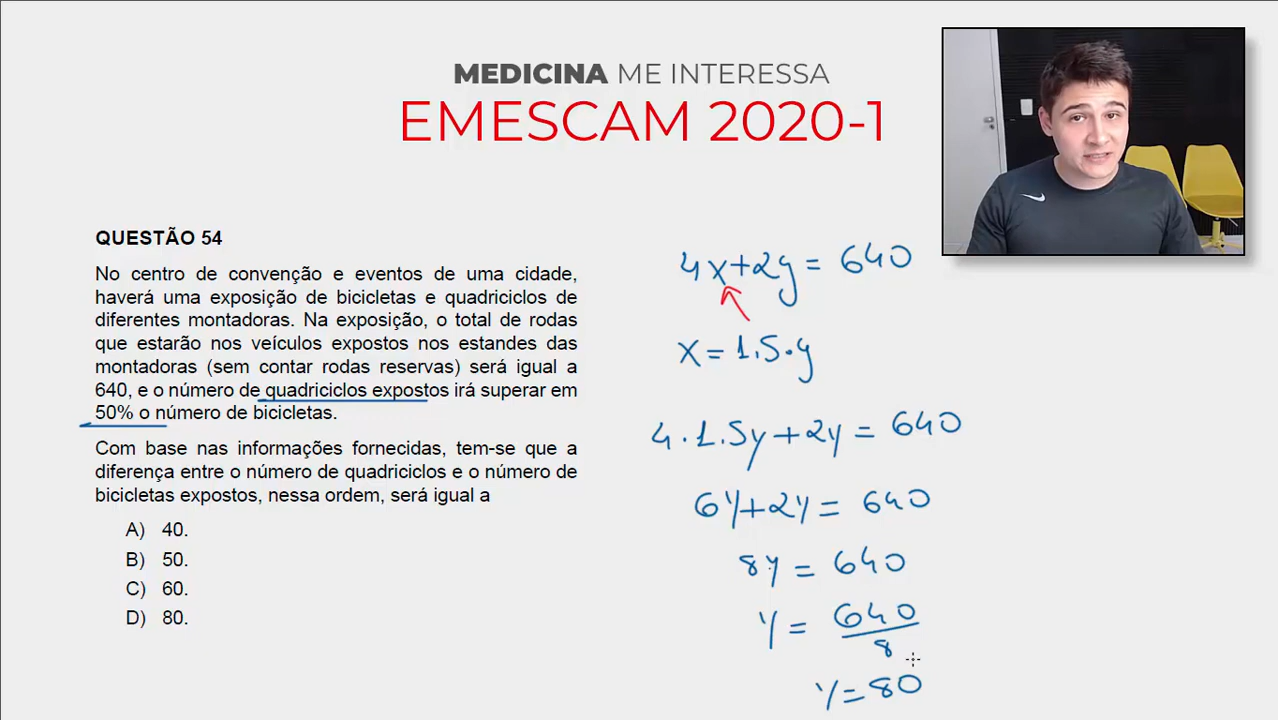 MEDICINA ME INTERESSA
EMESCAM 2020-1
QUESTÃO 54
No centro de convenção e eventos de uma cidade,
haverá uma exposição de bicicletas e quadriciclos de
diferentes montadoras. Na exposição, o total de rodas
que estarão nos veículos expostos nos estandes das
montadoras (sem contar rodas reservas) será igual a
640, e o número de quadriciclos expostos irá superar em
50% o número de bicicletas.
Com base nas informações fornecidas, tem-se que a
diferença entre o número de quadriciclos e o número de
bicicletas expostos, nessa ordem, será igual a
A) 40.
B) 50.
C) 60.
D) 80.
4x+2y = 640
x = 1.5·y
4·1.5y+2y = 640
6y+2y = 640
8y = 640
y = 640/8
y = 80